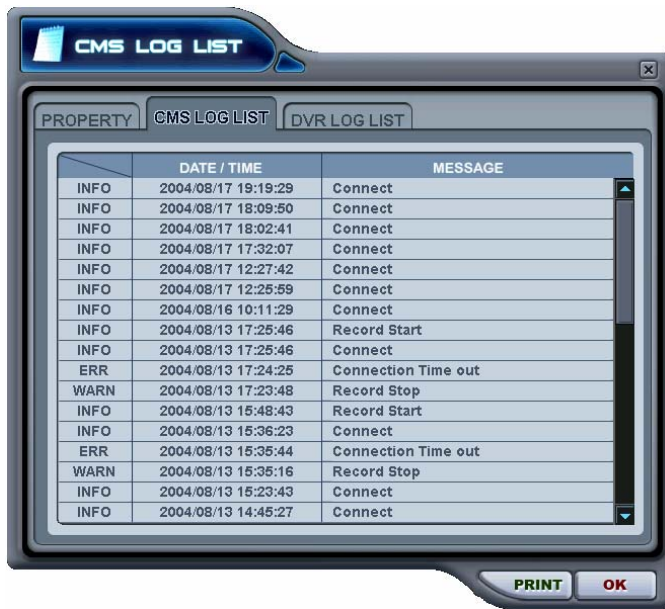 CMS LOG LIST
PROPERTY CMS LOG LIST DVR LOG LIST
DATE / TIME MESSAGE
INFO 2004/08/17 19:19:29 Connect
INFO 2004/08/17 18:09:50 Connect
INFO 2004/08/17 18:02:41 Connect
INFO 2004/08/17 17:32:07 Connect
INFO 2004/08/17 12:27:42 Connect
INFO 2004/08/17 12:25:59 Connect
INFO 2004/08/16 10:11:29 Connect
INFO 2004/08/13 17:25:46 Record Start
INFO 2004/08/13 17:25:46 Connect
ERR 2004/08/13 17:24:25 Connection Time out
WARN 2004/08/13 17:23:48 Record Stop
INFO 2004/08/13 15:48:43 Record Start
INFO 2004/08/13 15:36:23 Connect
ERR 2004/08/13 15:35:44 Connection Time out
WARN 2004/08/13 15:35:16 Record Stop
INFO 2004/08/13 15:23:43 Connect
INFO 2004/08/13 14:45:27 Connect
PRINT OK